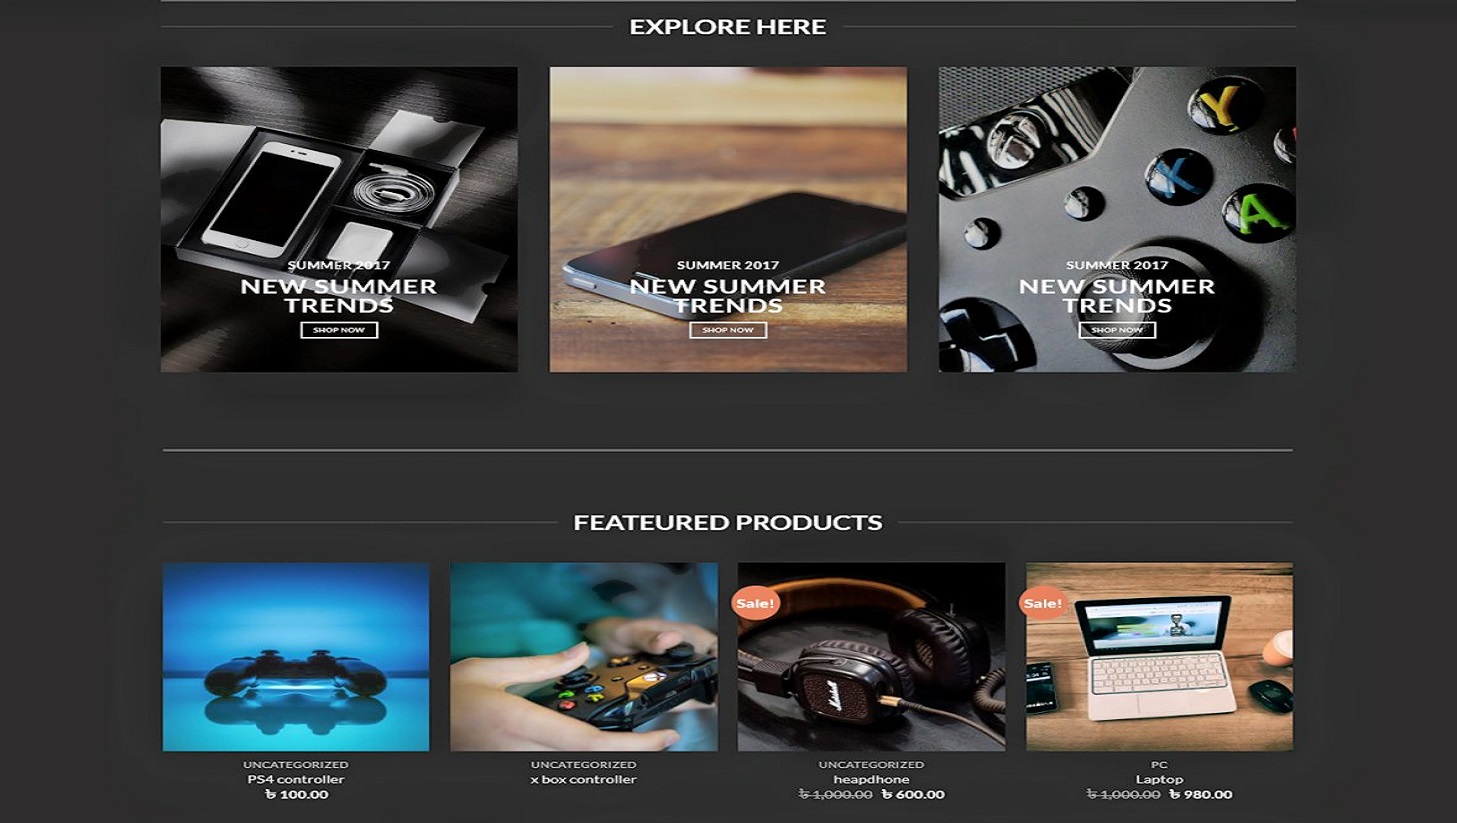 EXPLORE HERE
SUMMER 2017
NEW SUMMER
TRENDS
SHOP NOW
SUMMER 2017
NEW SUMMER
TRENDS
SHOP NOW
SUMMER 2017
NEW SUMMER
TRENDS
SHOP NOW
Y
X
A
FEATEURED PRODUCTS
Sale!
Sale!
Marshall
UNCATEGORIZED
PS4 controller
৳ 100.00
UNCATEGORIZED
x box controller
UNCATEGORIZED
heapdhone
৳ 1,000.00 ৳ 600.00
PC
Laptop
৳ 1,000.00 ৳ 980.00